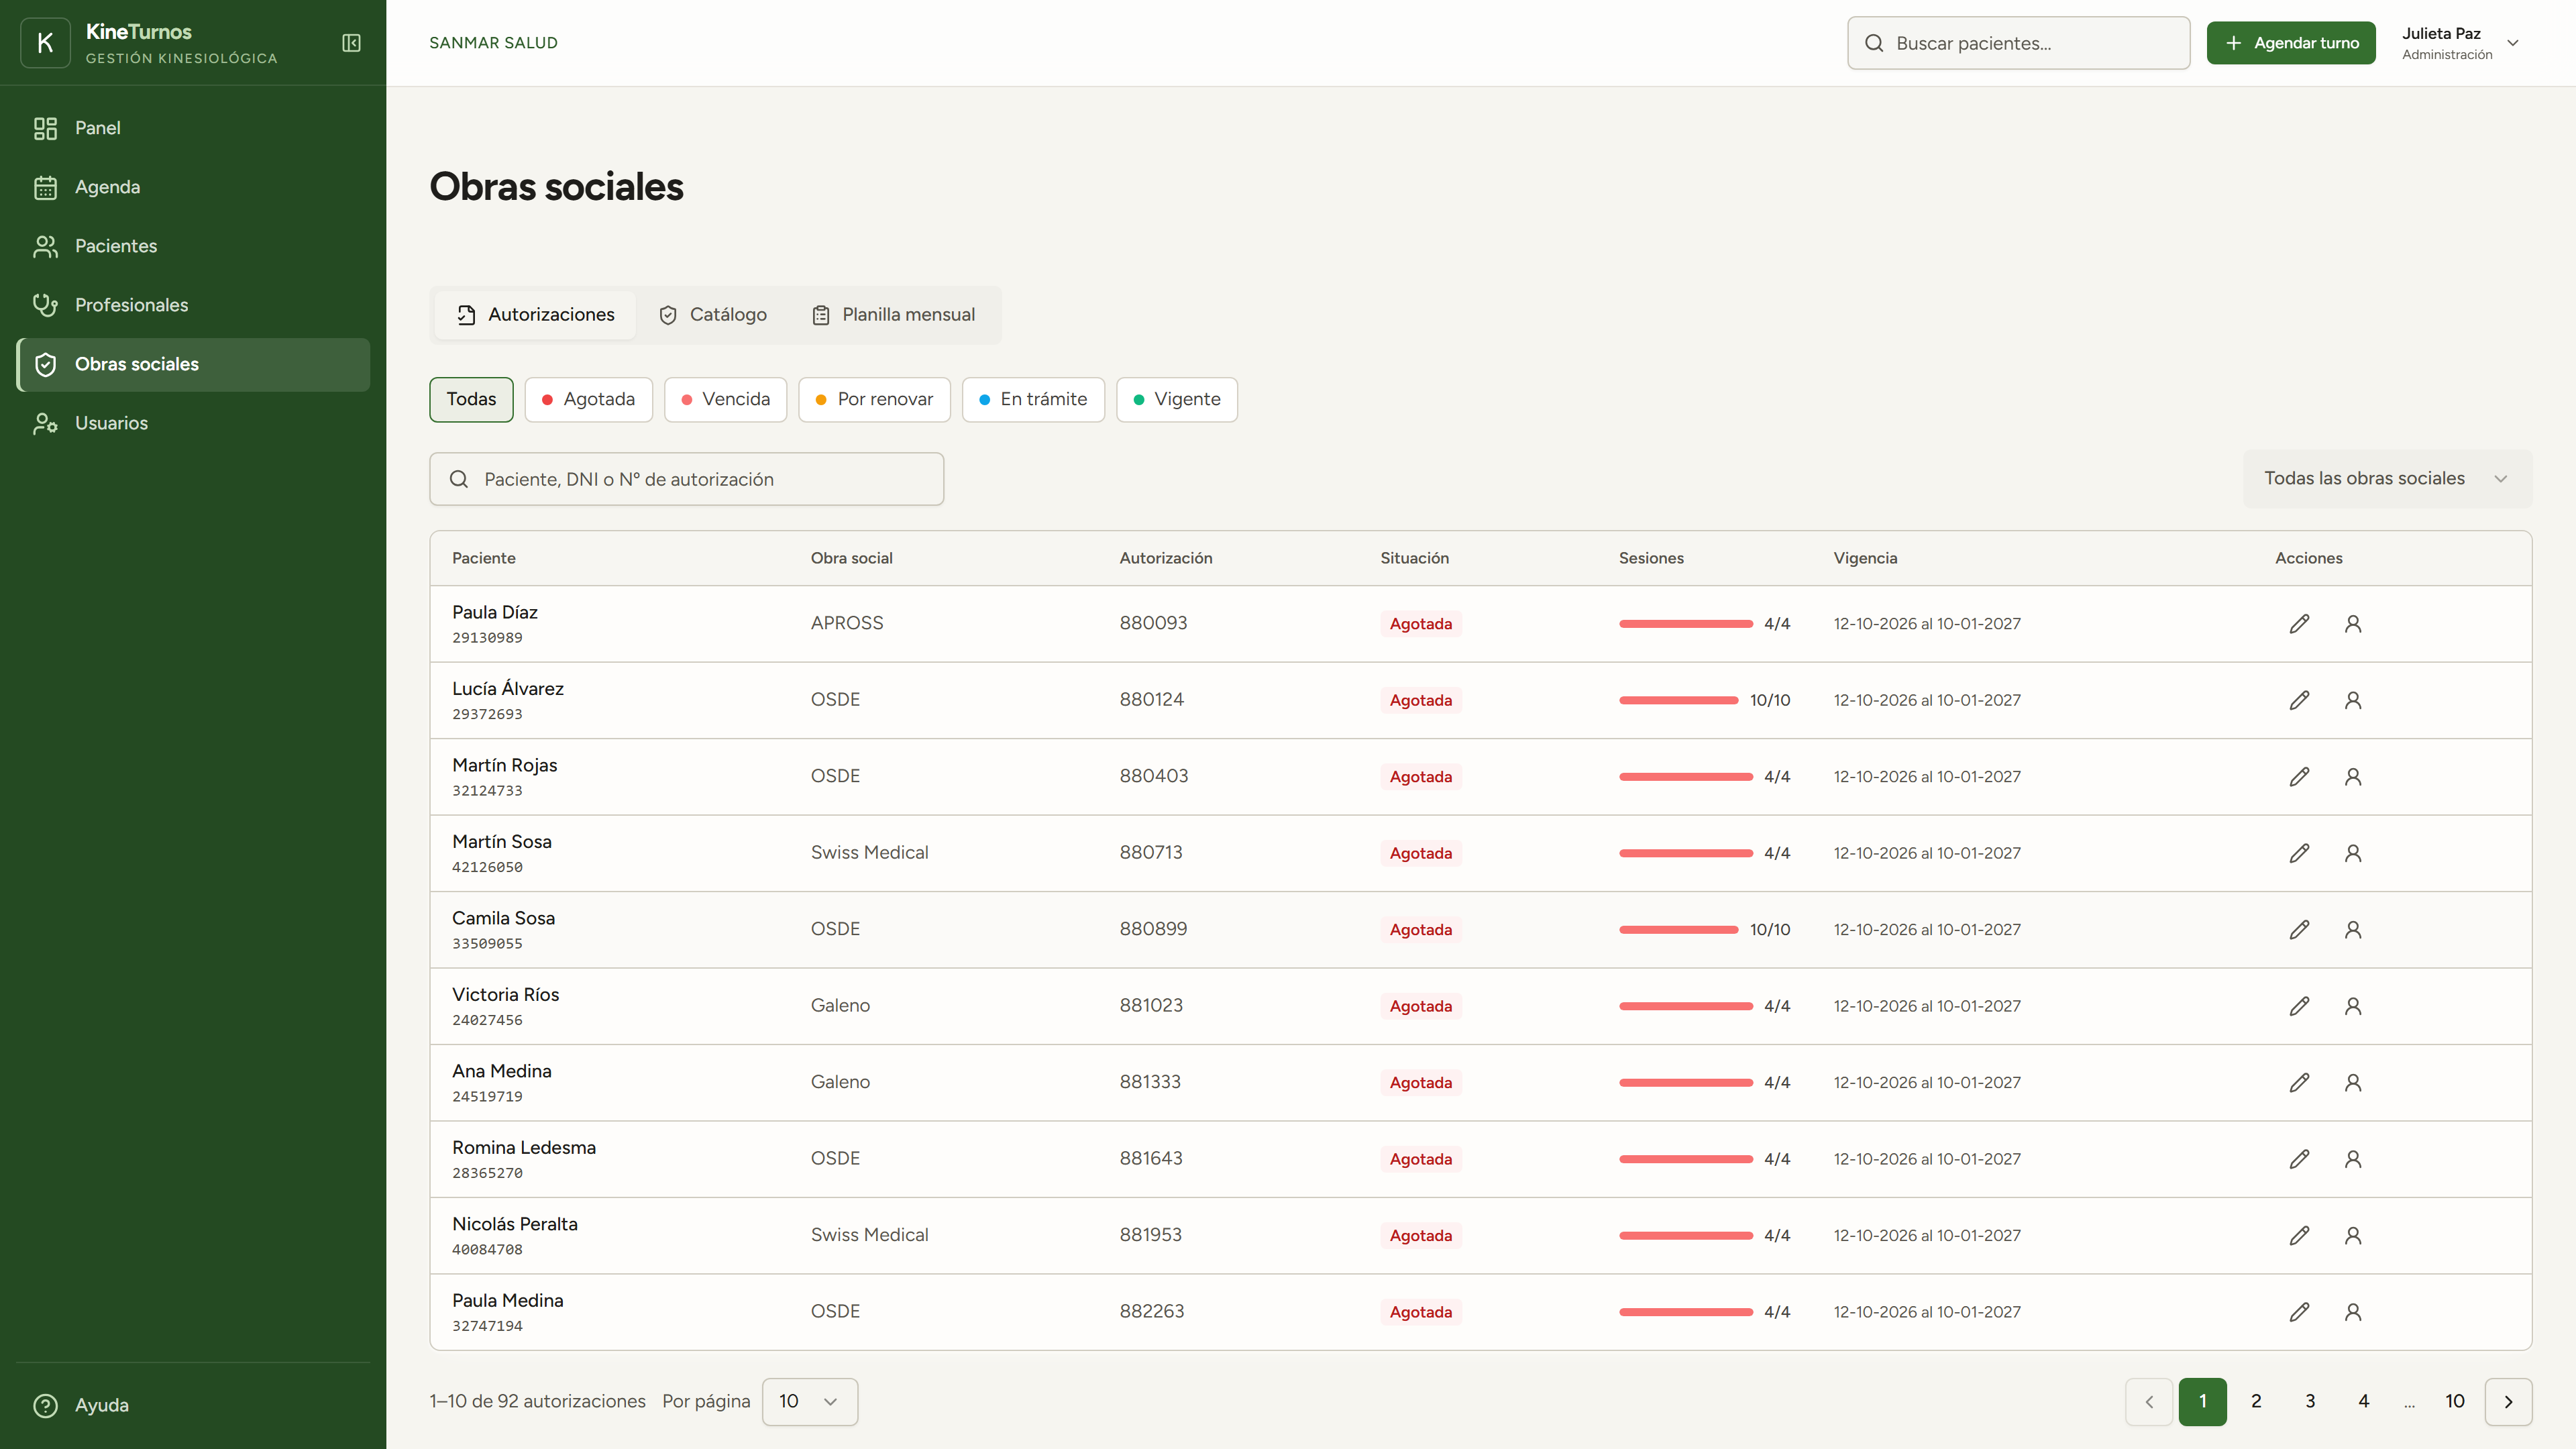 K
KineTurnos
GESTIÓN KINESIOLÓGICA
SANMAR SALUD
Buscar pacientes...
Agendar turno
Julieta Paz
Administración
Panel
Agenda
Pacientes
Profesionales
Obras sociales
Usuarios
Ayuda
Obras sociales
Autorizaciones Catálogo Planilla mensual
Todas Agotada Vencida Por renovar En trámite Vigente
Paciente, DNI o Nº de autorización
Todas las obras sociales
Paciente Obra social Autorización Situación Sesiones Vigencia Acciones
Paula Díaz
29130989
APROSS 880093 Agotada 4/4 12-10-2026 al 10-01-2027
Lucía Álvarez
29372693
OSDE 880124 Agotada 10/10 12-10-2026 al 10-01-2027
Martín Rojas
32124733
OSDE 880403 Agotada 4/4 12-10-2026 al 10-01-2027
Martín Sosa
42126050
Swiss Medical 880713 Agotada 4/4 12-10-2026 al 10-01-2027
Camila Sosa
33509055
OSDE 880899 Agotada 10/10 12-10-2026 al 10-01-2027
Victoria Ríos
24027456
Galeno 881023 Agotada 4/4 12-10-2026 al 10-01-2027
Ana Medina
24519719
Galeno 881333 Agotada 4/4 12-10-2026 al 10-01-2027
Romina Ledesma
28365270
OSDE 881643 Agotada 4/4 12-10-2026 al 10-01-2027
Nicolás Peralta
40084708
Swiss Medical 881953 Agotada 4/4 12-10-2026 al 10-01-2027
Paula Medina
32747194
OSDE 882263 Agotada 4/4 12-10-2026 al 10-01-2027
1–10 de 92 autorizaciones Por página 10
1 2 3 4 ... 10